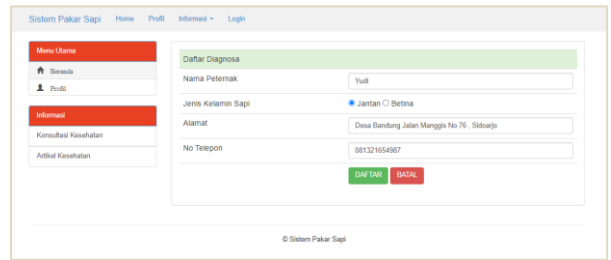 Sistem Pakar Sapi Home Profil Informasi Login
Menu Utama
Beranda
Profil
Informasi
Konsultasi Kesehatan
Artikel Kesehatan
Daftar Diagnosa
Nama Peternak Yudi
Jenis Kelamin Sapi Jantan Betina
Alamat Desa Bandung Jalan Manggis No.76 , Sidoarjo
No Telepon 081321654987
DAFTAR BATAL
© Sistem Pakar Sapi